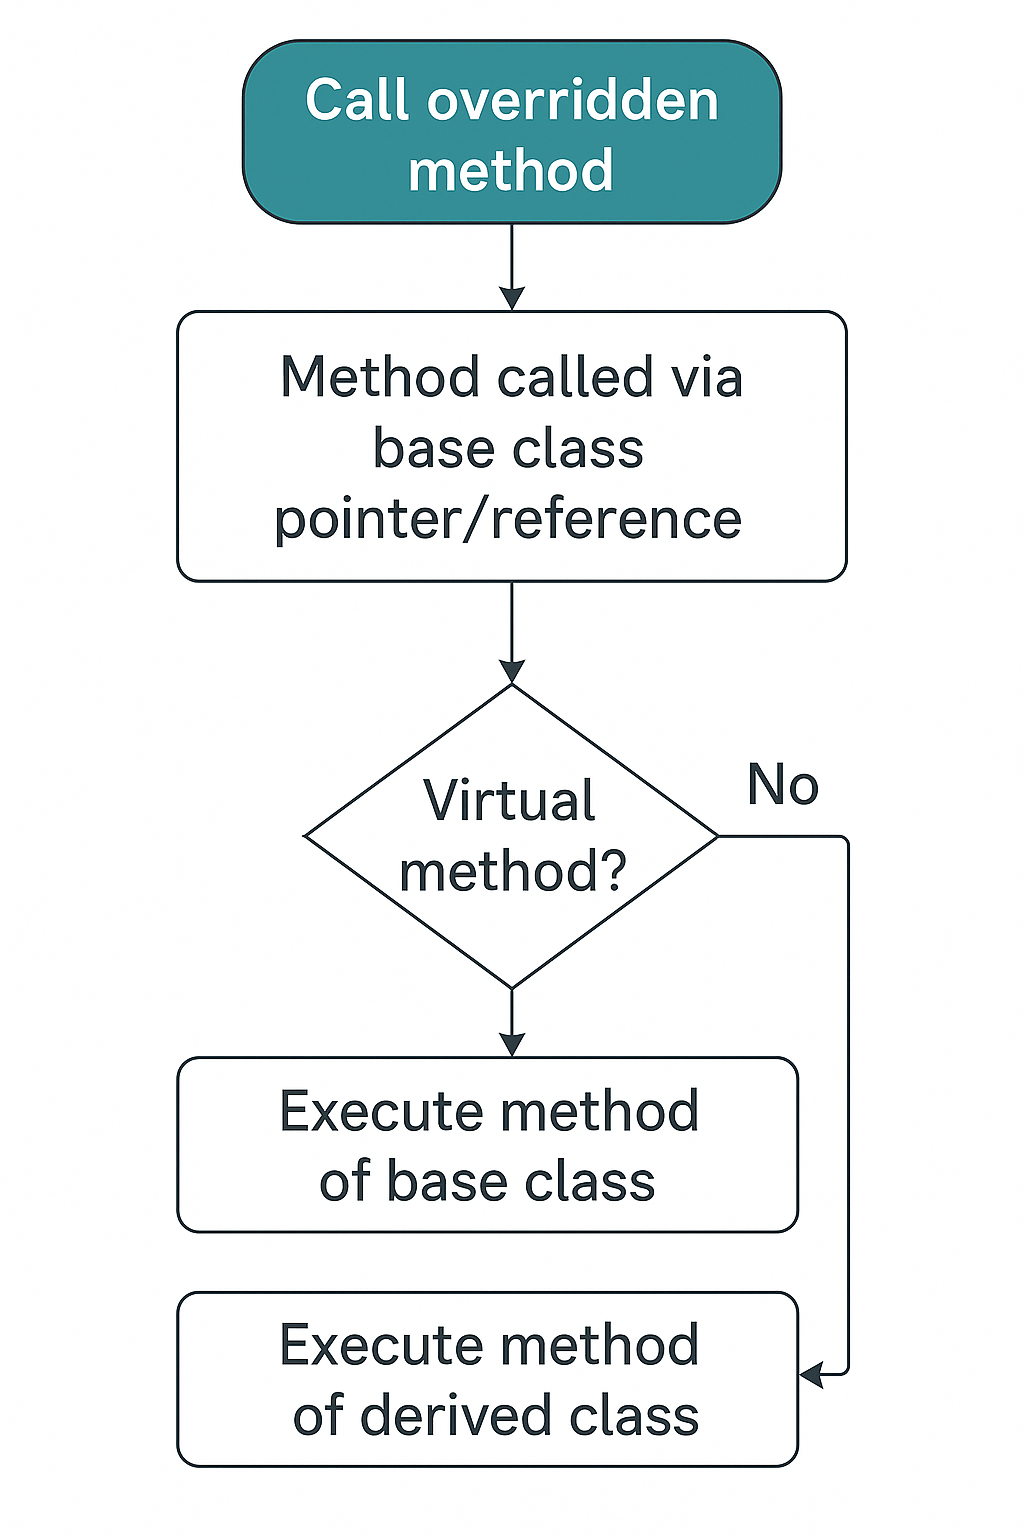 Call overridden
method
Method called via
base class
pointer/reference
Virtual
method?
No
Execute method
of base class
Execute method
of derived class